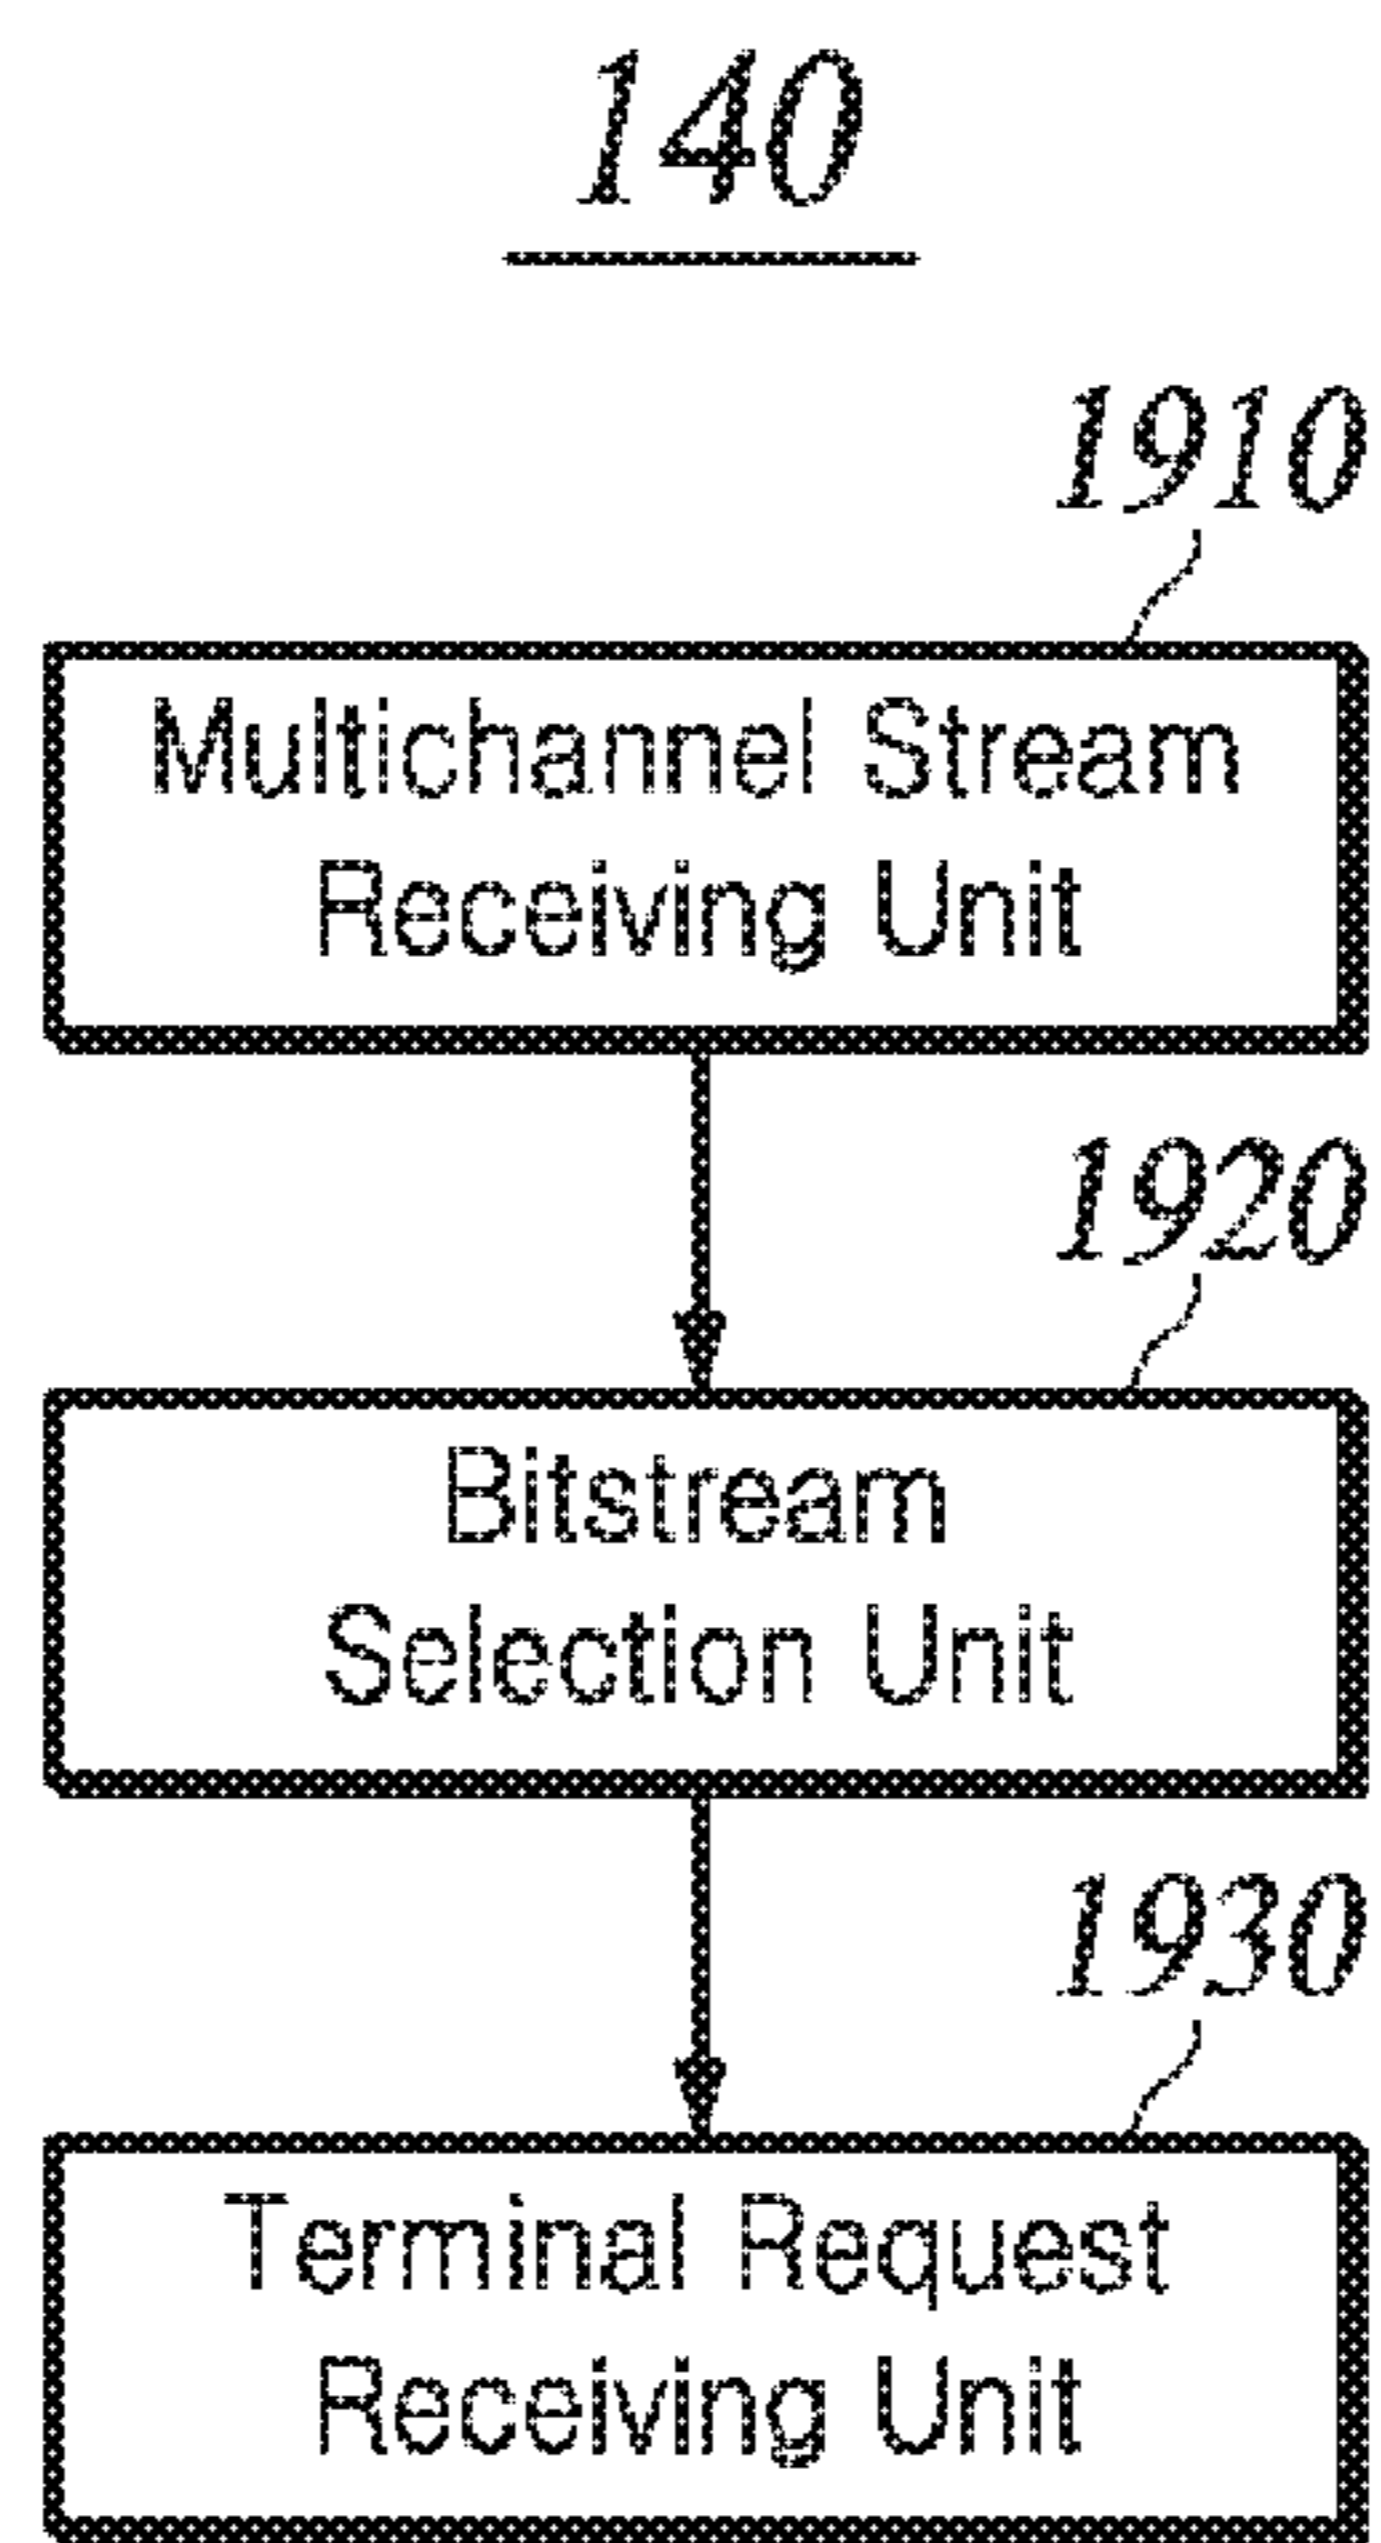 140
1910
Multichannel Stream
Receiving Unit
1920
Bitstream
Selection Unit
1930
Terminal Request
Receiving Unit